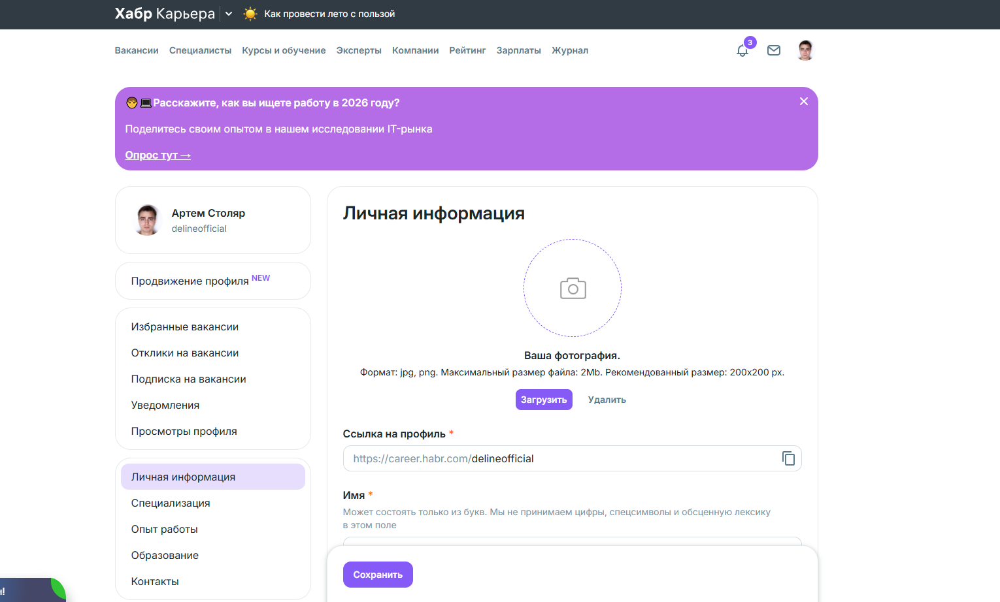 Хабр Карьера
Как провести лето с пользой
Вакансии Специалисты Курсы и обучение Эксперты Компании Рейтинг Зарплаты Журнал
3
Расскажите, как вы ищете работу в 2026 году?
Поделитесь своим опытом в нашем исследовании IT-рынка
Опрос тут →
Артем Столяр
delineofficial
Продвижение профиля NEW
Избранные вакансии
Отклики на вакансии
Подписка на вакансии
Уведомления
Просмотры профиля
Личная информация
Специализация
Опыт работы
Образование
Контакты
Личная информация
Ваша фотография.
Формат: jpg, png. Максимальный размер файла: 2Mb. Рекомендованный размер: 200x200 px.
Загрузить Удалить
Ссылка на профиль *
https://career.habr.com/delineofficial
Имя *
Может состоять только из букв. Мы не принимаем цифры, спецсимволы и обсценную лексику
в этом поле
Сохранить